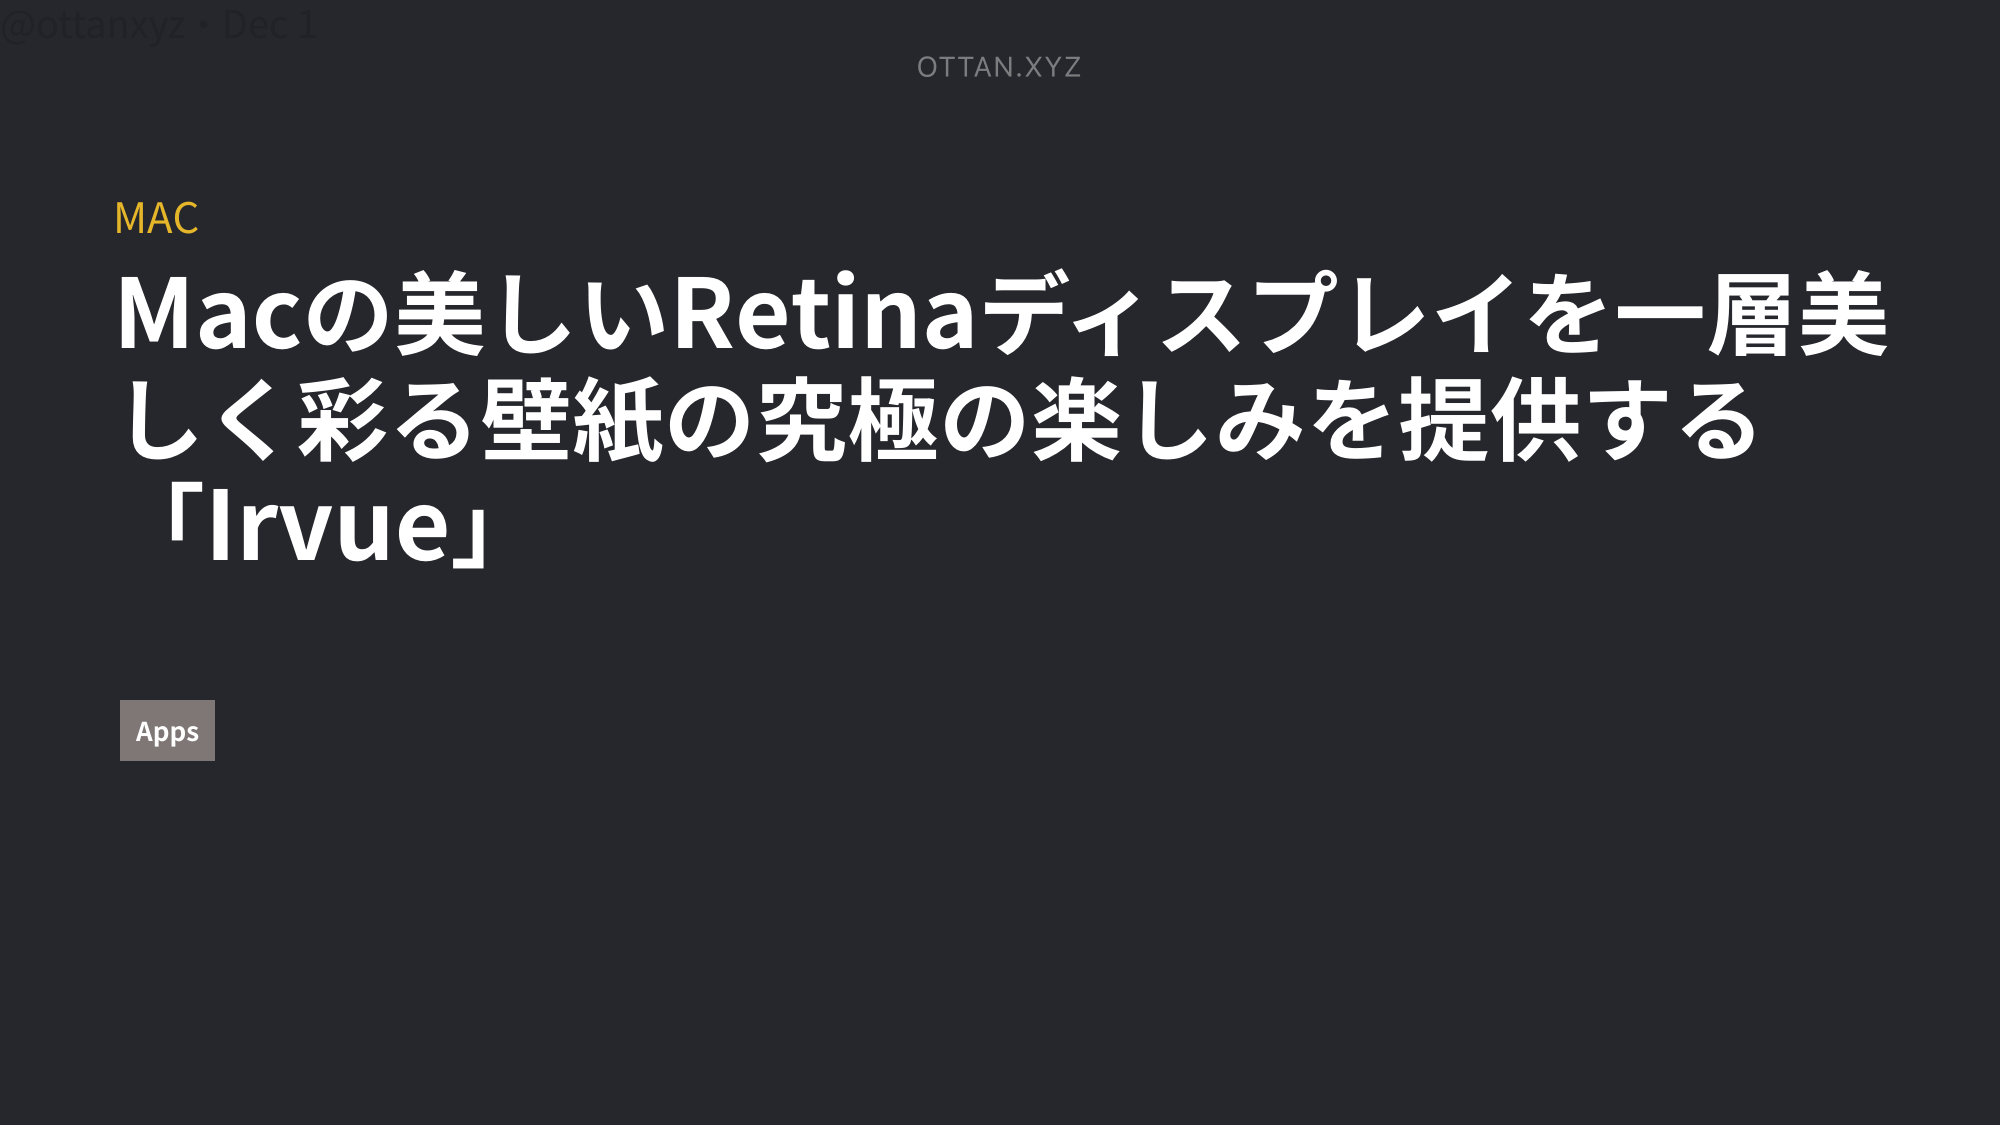 @ottanxyz・Dec 1
OTTAN.XYZ
MAC
Macの美しいRetinaディスプレイを一層美
しく彩る壁紙の究極の楽しみを提供する
「Irvue」
Apps